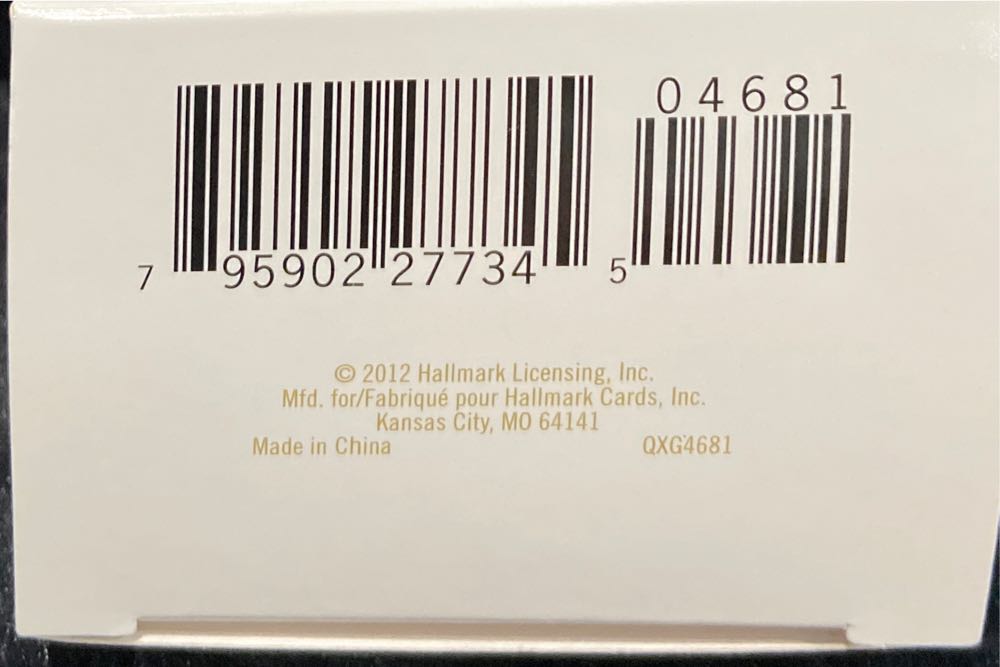 04681
7 95902 27734 5
© 2012 Hallmark Licensing, Inc.
Mfd. for/Fabriqué pour Hallmark Cards, Inc.
Kansas City, MO 64141
Made in China QXG4681